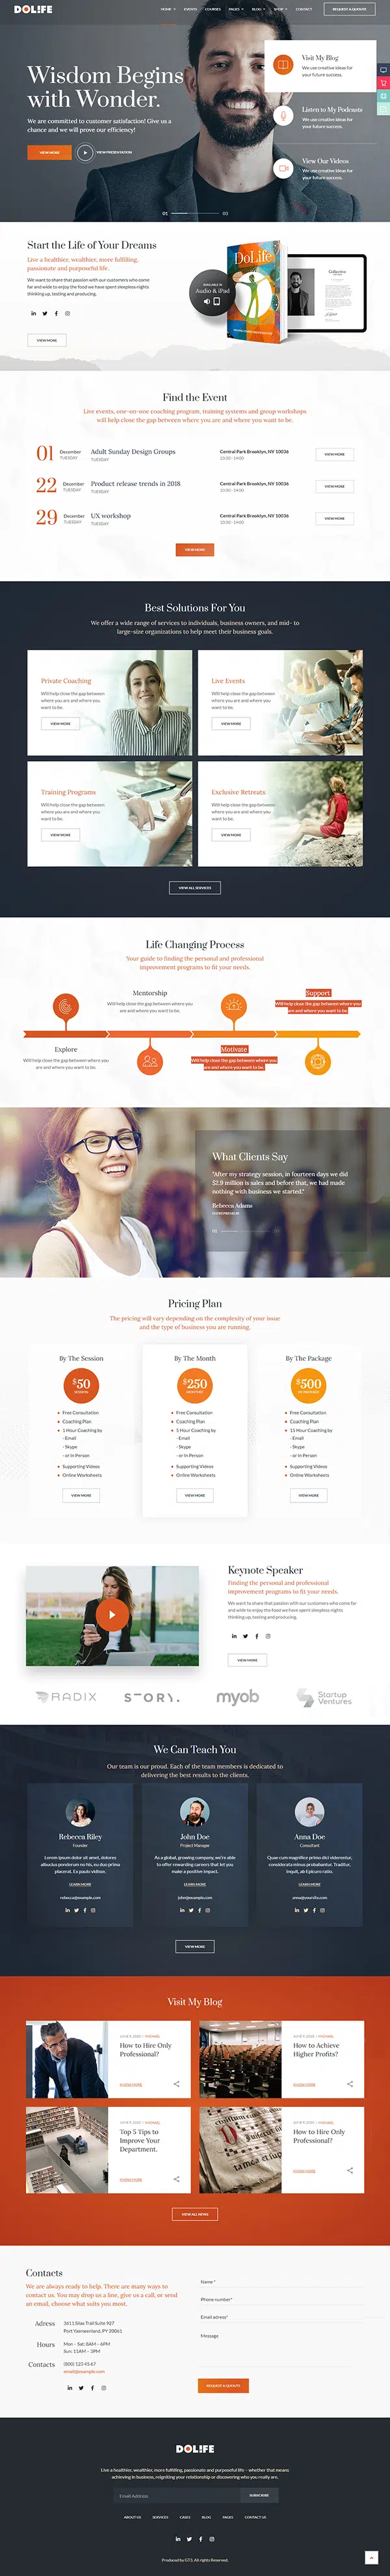 DOLIFE
HOME EVENTS COURSES PAGES BLOG SHOP CONTACT REQUEST A QUOTE
Wisdom Begins
with Wonder.
We are committed to customer satisfaction! Give us a
chance and we will prove our efficiency!
VIEW MORE VIEW PRESENTATION
Visit My Blog
We use creative ideas for
your future success.
Listen to My Podcasts
We use creative ideas for
your future success.
View Our Videos
We use creative ideas for
your future success.
01 03
Start the Life of Your Dreams
Live a healthier, wealthier, more fulfilling,
passionate and purposeful life.
We want to share that passion with our customers who come
far and wide to enjoy the food we have spent sleepless nights
thinking up, testing and producing.
VIEW MORE
AVAILABLE IN
Audio & iPad
DoLife
Find the Event
Live events, one-on-one coaching program, training systems and group workshops
will help close the gap between where you are and where you want to be.
01 December
TUESDAY
Adult Sunday Design Groups
TUESDAY
Central Park Brooklyn, NV 10036
10:30 - 14:00
VIEW MORE
22 December
TUESDAY
Product release trends in 2018
TUESDAY
Central Park Brooklyn, NV 10036
10:30 - 14:00
VIEW MORE
29 December
TUESDAY
UX workshop
TUESDAY
Central Park Brooklyn, NV 10036
10:30 - 14:00
VIEW MORE
VIEW MORE
Best Solutions For You
We offer a wide range of services to individuals, business owners, and mid- to
large-size organizations to help meet their business goals.
Private Coaching
Will help close the gap between
where you are and where you
want to be.
VIEW MORE
Live Events
Will help close the gap between
where you are and where you
want to be.
VIEW MORE
Training Programs
Will help close the gap between
where you are and where you
want to be.
VIEW MORE
Exclusive Retreats
Will help close the gap between
where you are and where you
want to be.
VIEW MORE
VIEW ALL SERVICES
Life Changing Process
Your guide to finding the personal and professional
improvement programs to fit your needs.
Explore
Will help close the gap between where you
are and where you want to be.
Mentorship
Will help close the gap between where you
are and where you want to be.
Motivate
Will help close the gap between where you
are and where you want to be.
Support
Will help close the gap between where you
are and where you want to be.
What Clients Say
"After my strategy session, in fourteen days we did
$2.9 million is sales and before that, we had made
nothing with business we started."
Rebecca Adams
ENTREPRENEUR
01
Pricing Plan
The pricing will vary depending on the complexity of your issue
and the type of business you are running.
By The Session
$50
SESSION
Free Consultation
Coaching Plan
1 Hour Coaching by
- Email
- Skype
- or In Person
Supporting Videos
Online Worksheets
VIEW MORE
By The Month
$250
Free Consultation
Coaching Plan
5 Hour Coaching by
- Email
- Skype
- or In Person
Supporting Videos
Online Worksheets
VIEW MORE
By The Package
$500
Free Consultation
Coaching Plan
15 Hour Coaching by
- Email
- Skype
- or In Person
Supporting Videos
Online Worksheets
VIEW MORE
Keynote Speaker
Finding the personal and professional
improvement programs to fit your needs.
We want to share that passion with our customers who come
far and wide to enjoy the food we have spent sleepless nights
thinking up, testing and producing.
VIEW MORE
RADIX
STORY.
myob
Startup
Ventures
We Can Teach You
Our team is our proud. Each of the team members is dedicated to
delivering the best results to the clients.
Rebecca Riley
Founder
Lorem ipsum dolor sit amet, dolores
albucius ponderum no his, eu duo prima
placerat. Ex paulo vidisse.
LEARN MORE
rebecca@example.com
John Doe
Project Manager
As a global, growing company, we're able
to offer rewarding careers that let you
make a positive impact.
LEARN MORE
john@example.com
Anna Doe
Consultant
Quae cum magnifice primo dici viderentur,
considerata minus probabantur. Traditur,
inquit, ab Epicuro ratio.
LEARN MORE
anna@yoursite.com
VIEW MORE
Visit My Blog
JUNE 9, 2020 | MICHAEL
How to Hire Only
Professional?
KNOW MORE
JUNE 9, 2020 | MICHAEL
How to Achieve
Higher Profits?
KNOW MORE
JUNE 9, 2020 | MICHAEL
Top 5 Tips to
Improve Your
Department.
KNOW MORE
JUNE 9, 2020 | MICHAEL
How to Hire Only
Professional?
KNOW MORE
VIEW ALL NEWS
Contacts
We are always ready to help. There are many ways to
contact us. You may drop us a line, give us a call, or send
an email, choose what suits you most.
Adress 3611 Silas Trail Suite 927
Port Yasmeentand, PY 20061
Hours Mon - Sat: 8AM - 6PM
Sun: 11AM - 3PM
Contacts (800) 123 45 67
email@example.com
Name *
Phone number*
Email adress*
Message
REQUEST A QUOTE
DOLIFE
Live a healthier, wealthier, more fulfilling, passionate and purposeful life – whether that means
achieving in business, reigniting your relationship or discovering who you really are.
Email Address SUBSCRIBE
ABOUT US SERVICES CASES BLOG PAGES CONTACT US
Produced by GT3. All rights Reserved.